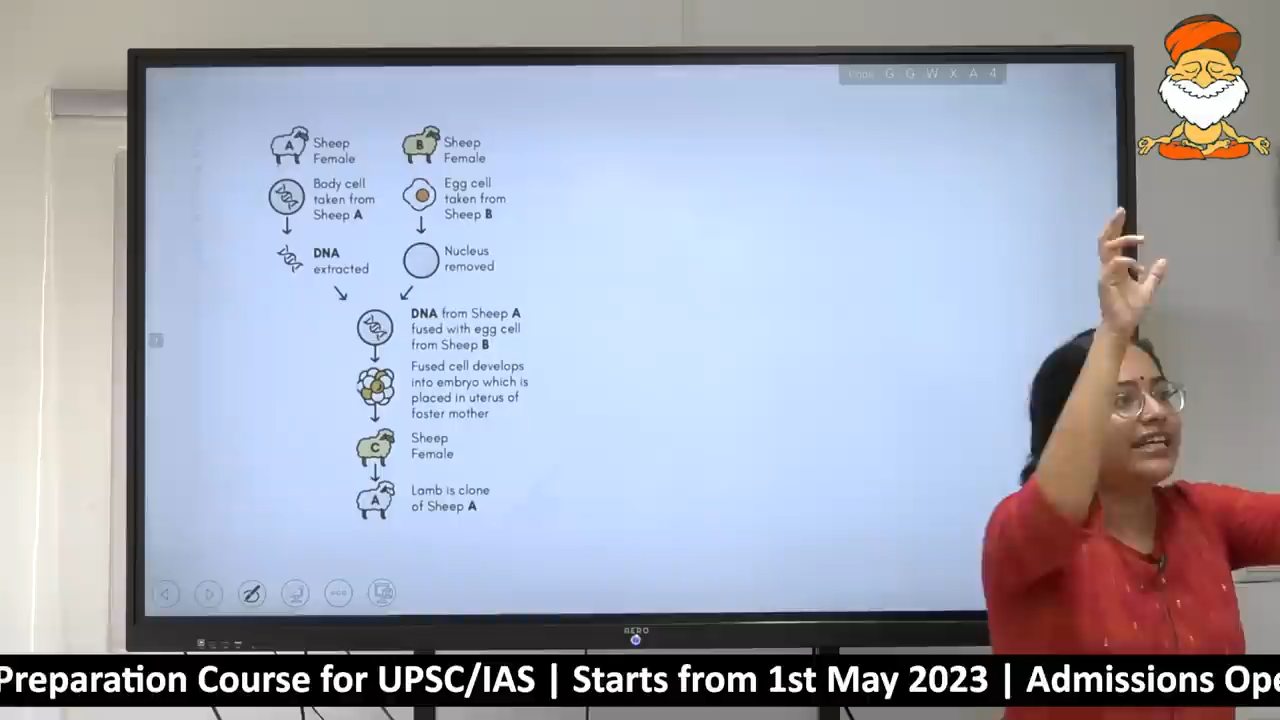 Code G G W X A 4
A Sheep
Female
B Sheep
Female
Body cell
taken from
Sheep A
Egg cell
taken from
Sheep B
DNA
extracted
Nucleus
removed
DNA from Sheep A
fused with egg cell
from Sheep B
Fused cell develops
into embryo which is
placed in uterus of
foster mother
C Sheep
Female
A Lamb is clone
of Sheep A
AERO
Preparation Course for UPSC/IAS | Starts from 1st May 2023 | Admissions Ope